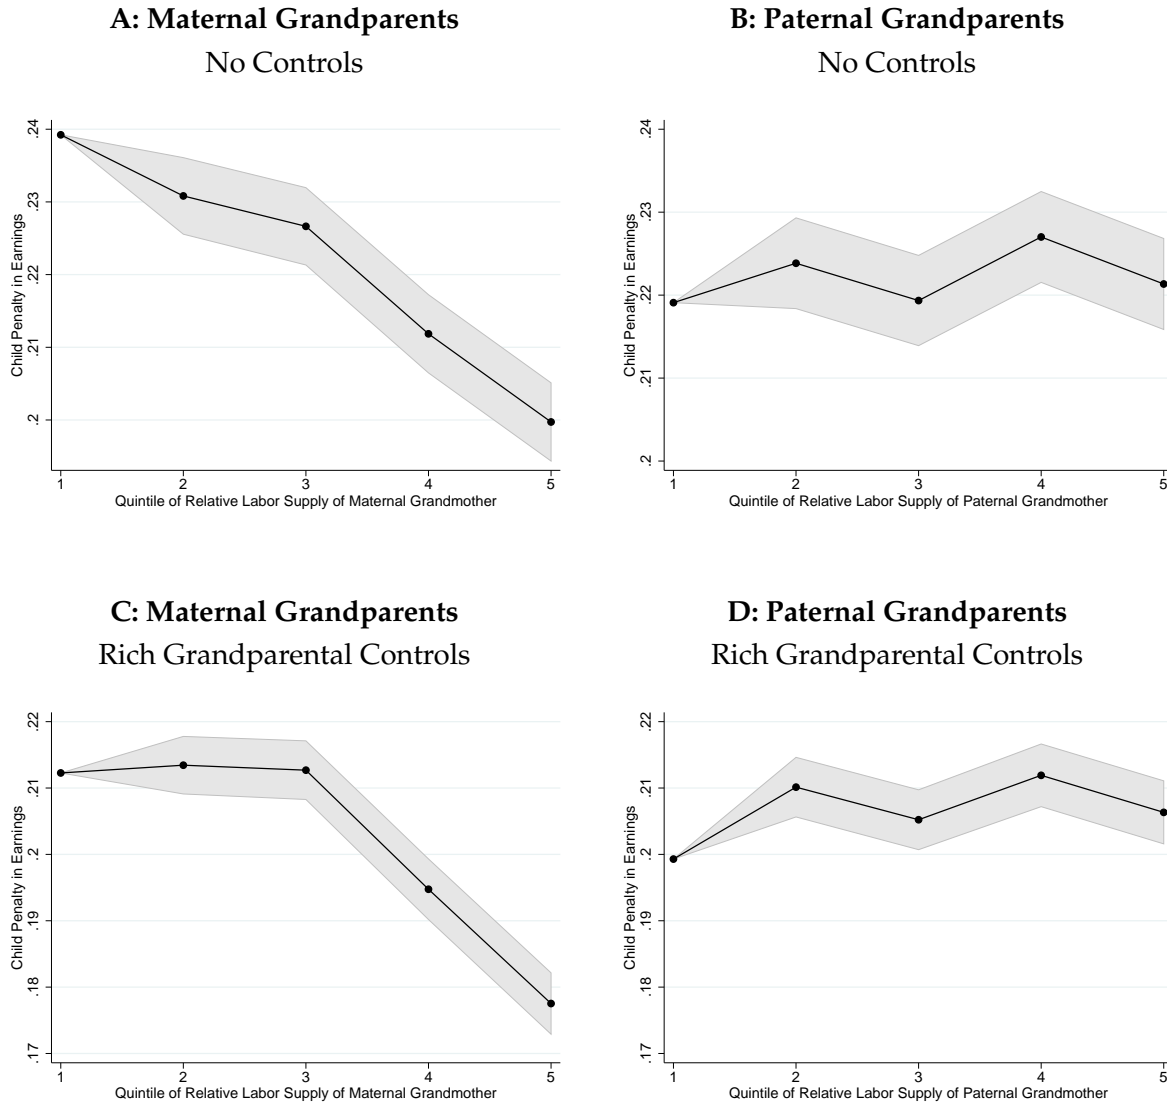 A: Maternal Grandparents
No Controls
.24
.23
.22
.21
.2
Child Penalty in Earnings
1 2 3 4 5
Quintile of Relative Labor Supply of Maternal Grandmother
B: Paternal Grandparents
No Controls
.24
.23
.22
.21
.2
Child Penalty in Earnings
1 2 3 4 5
Quintile of Relative Labor Supply of Paternal Grandmother
C: Maternal Grandparents
Rich Grandparental Controls
.22
.21
.2
.19
.18
.17
Child Penalty in Earnings
1 2 3 4 5
Quintile of Relative Labor Supply of Maternal Grandmother
D: Paternal Grandparents
Rich Grandparental Controls
.22
.21
.2
.19
.18
.17
Child Penalty in Earnings
1 2 3 4 5
Quintile of Relative Labor Supply of Paternal Grandmother